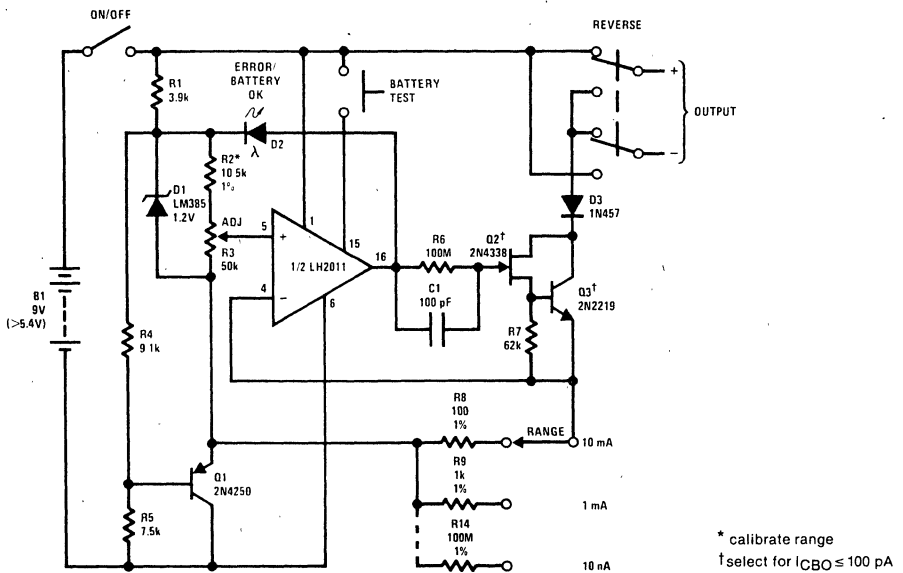 ON/OFF
REVERSE
R1
3.9k
ERROR/
BATTERY
OK
BATTERY
TEST
+
OUTPUT
−
D2
λ
R2*
10.5k
1%
D1
LM385
1.2V
ADJ
R3
50k
5
+
1
15
16
1/2 LH2011
4
−
6
R6
100M
C1
100 pF
Q2†
2N4338
D3
1N457
Q3†
2N2219
R7
62k
B1
9V
(>5.4V)
R4
9.1k
R8
100
1%
RANGE
10 mA
Q1
2N4250
R9
1k
1%
1 mA
R5
7.5k
R14
100M
1%
10 nA
* calibrate range
† select for ICBO ≤ 100 pA